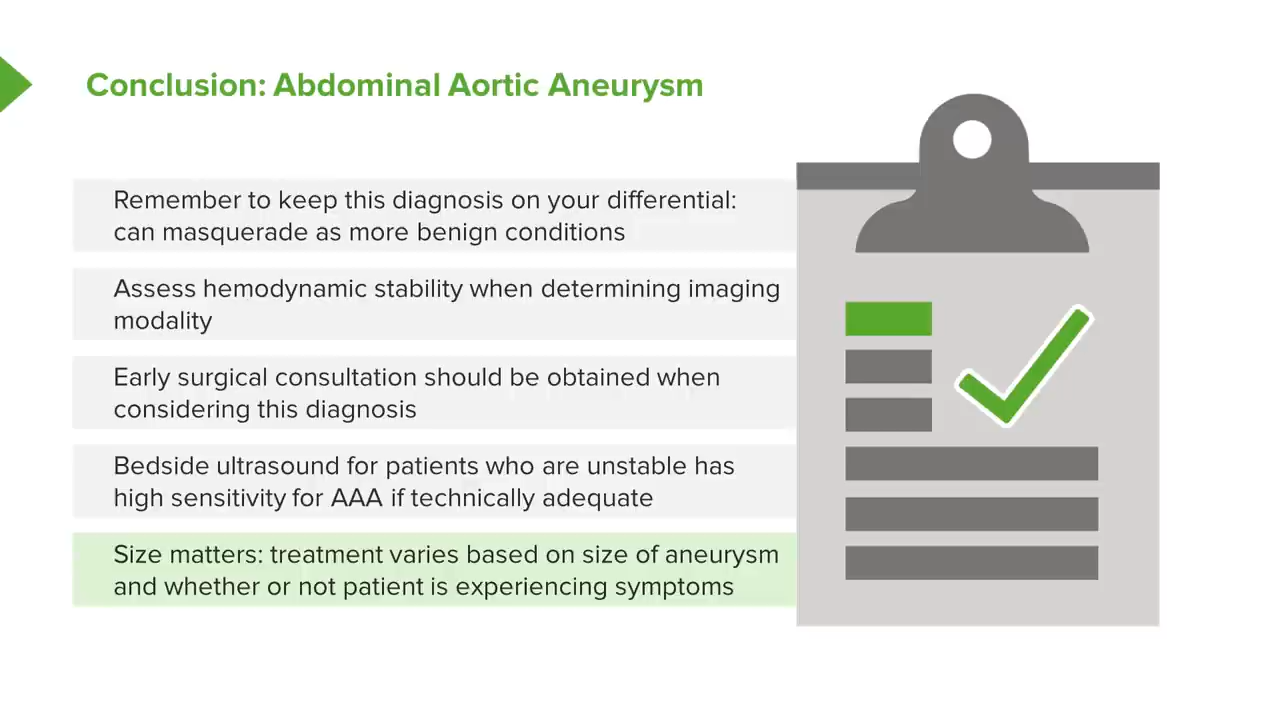 Conclusion: Abdominal Aortic Aneurysm
Remember to keep this diagnosis on your differential:
can masquerade as more benign conditions
Assess hemodynamic stability when determining imaging
modality
Early surgical consultation should be obtained when
considering this diagnosis
Bedside ultrasound for patients who are unstable has
high sensitivity for AAA if technically adequate
Size matters: treatment varies based on size of aneurysm
and whether or not patient is experiencing symptoms